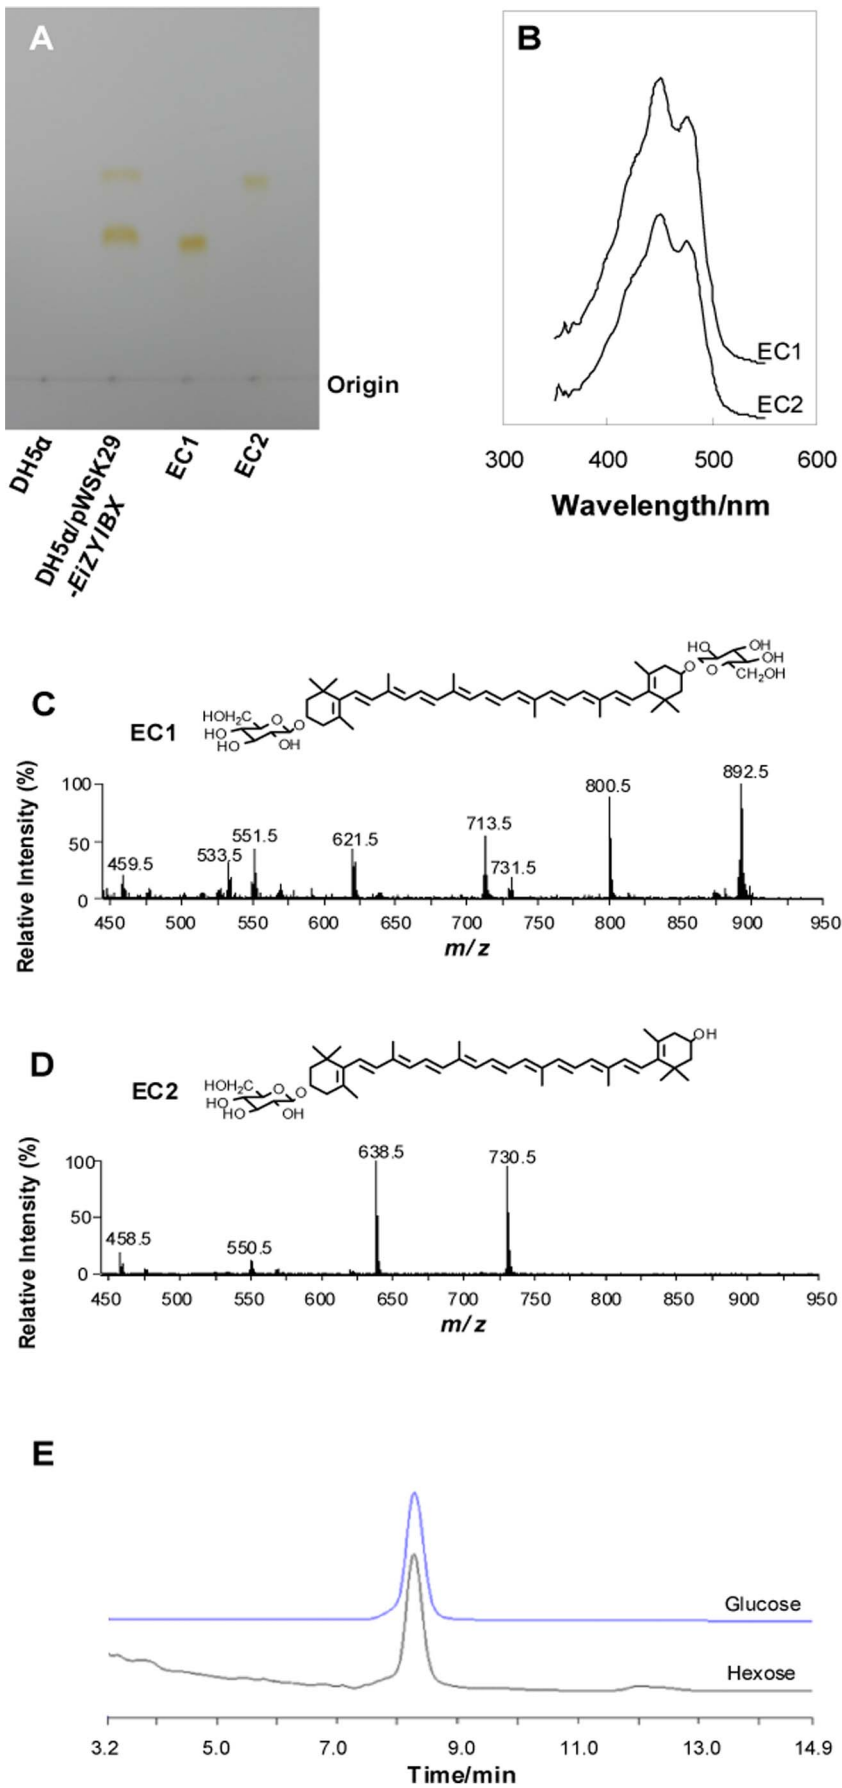 A
Origin
DH5α
DH5α/pWSK29
-EiZYIBX
EC1
EC2
B
EC1
EC2
300 400 500 600
Wavelength/nm
C
EC1
HO OH
OH
O O CH2OH
HOH2C
HO O O
HO OH
Relative Intensity (%)
100
50
0
459.5
533.5
551.5
621.5
713.5
731.5
800.5
892.5
450 500 550 600 650 700 750 800 850 900 950
m/z
D
EC2
OH
HOH2C
HO O O
HO OH
Relative Intensity (%)
100
50
0
458.5
550.5
638.5
730.5
450 500 550 600 650 700 750 800 850 900 950
m/z
E
Glucose
Hexose
3.2 5.0 7.0 9.0 11.0 13.0 14.9
Time/min